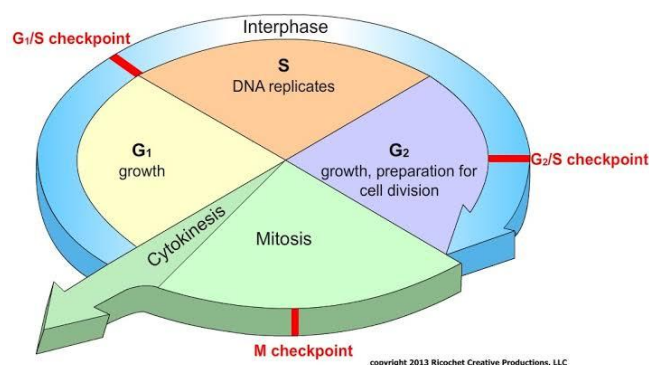 Interphase
G₁/S checkpoint
S
DNA replicates
G₁
growth
G₂
growth, preparation for
cell division
G₂/S checkpoint
Cytokinesis
Mitosis
M checkpoint
copyright 2013 Ricochet Creative Productions, LLC